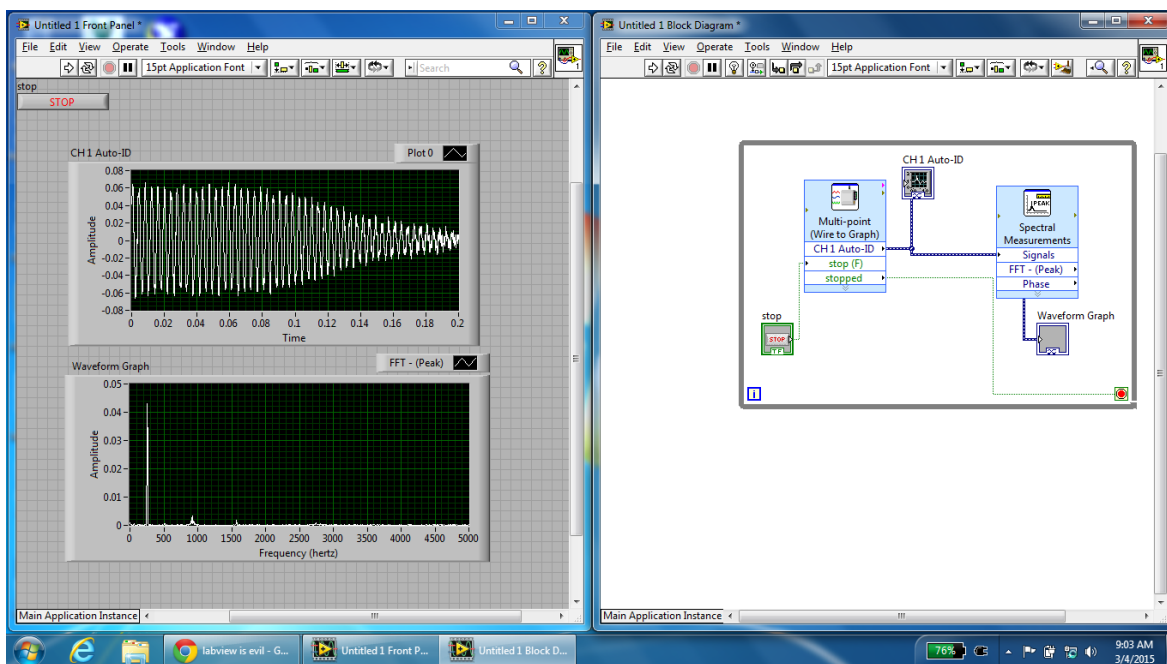 Untitled 1 Front Panel *
File Edit View Operate Tools Window Help
15pt Application Font
Search
1
stop
STOP
CH 1 Auto-ID
Plot 0
0.08
0.06
0.04
0.02
0
-0.02
-0.04
-0.06
-0.08
Amplitude
0 0.02 0.04 0.06 0.08 0.1 0.12 0.14 0.16 0.18 0.2
Time
Waveform Graph
FFT - (Peak)
0.05
0.04
0.03
0.02
0.01
0
Amplitude
0 500 1000 1500 2000 2500 3000 3500 4000 4500 5000
Frequency (hertz)
Main Application Instance
Untitled 1 Block Diagram *
File Edit View Operate Tools Window Help
15pt Application Font
1
CH 1 Auto-ID
Multi-point
(Wire to Graph)
CH 1 Auto-ID
stop (F)
stopped
PEAK
Spectral
Measurements
Signals
FFT - (Peak)
Phase
stop
STOP
TF
Waveform Graph
i
Main Application Instance
labview is evil - G...
Untitled 1 Front P...
Untitled 1 Block D...
76%
9:03 AM
3/4/2015